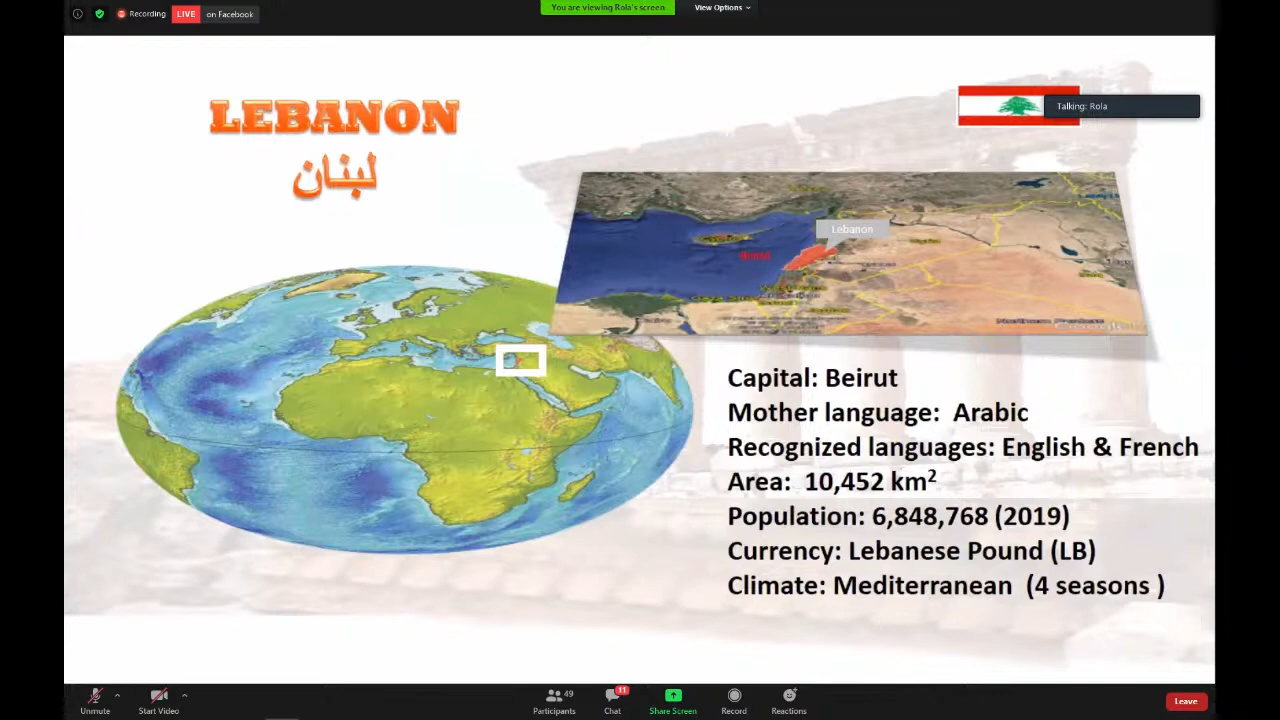 Recording
LIVE
on Facebook
You are viewing Rola's screen
View Options
LEBANON
لبنان
Talking: Rola
Lebanon
Capital: Beirut
Mother language: Arabic
Recognized languages: English & French
Area: 10,452 km²
Population: 6,848,768 (2019)
Currency: Lebanese Pound (LB)
Climate: Mediterranean (4 seasons )
Unmute
Start Video
49
Participants
11
Chat
Share Screen
Record
Reactions
Leave